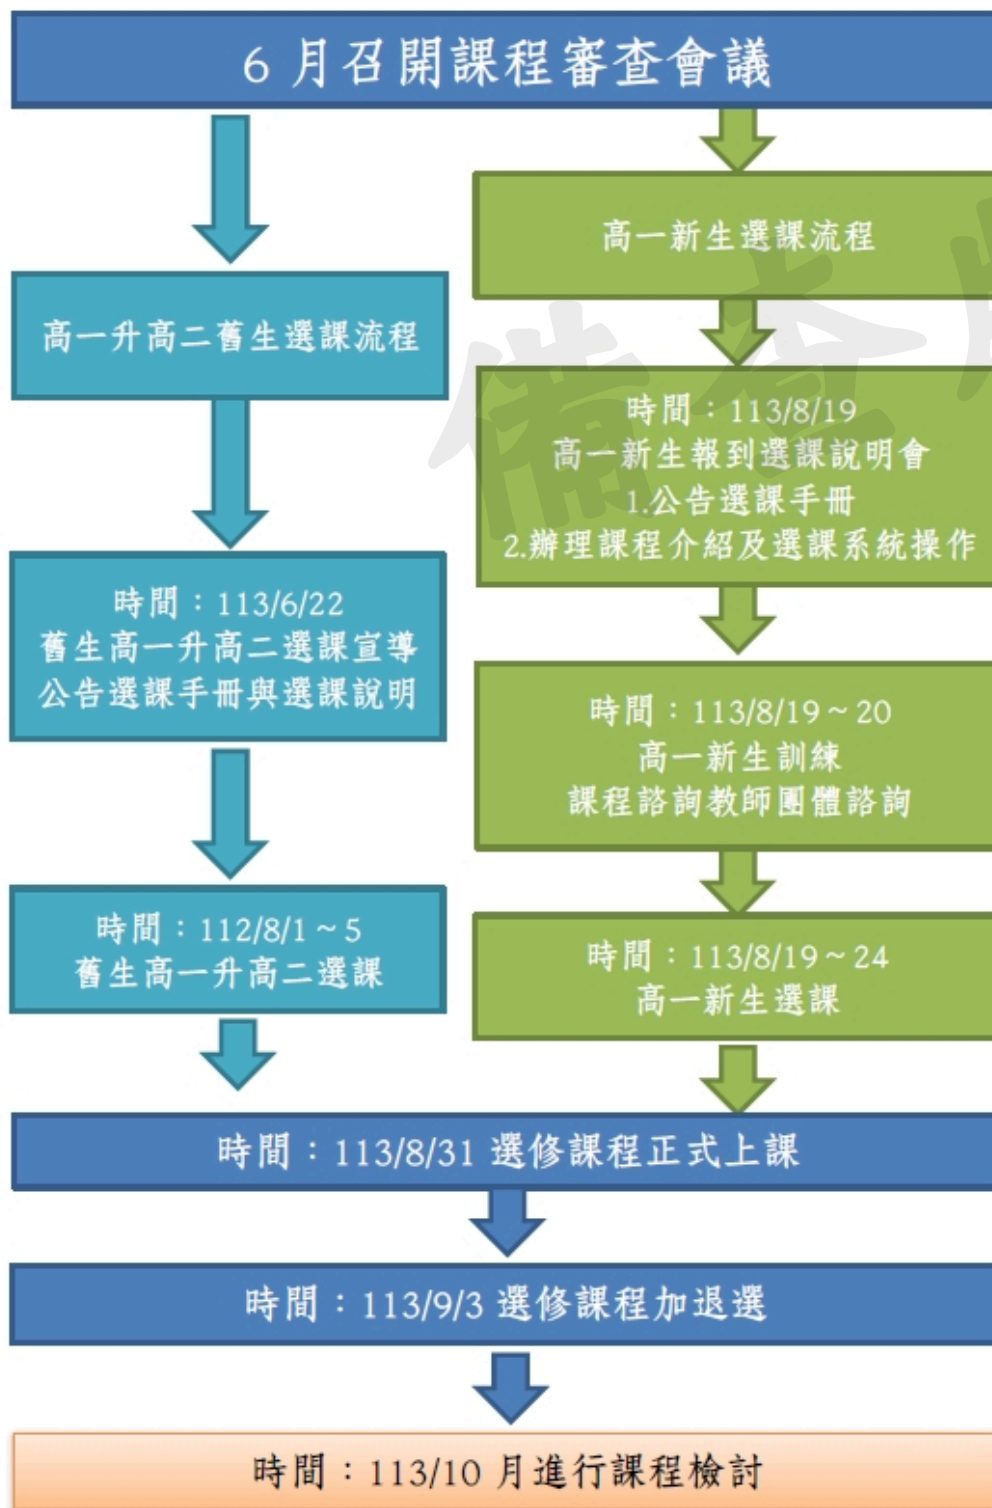 6 月召開課程審查會議
高一升高二舊生選課流程
時間：113/6/22
舊生高一升高二選課宣導
公告選課手冊與選課說明
時間：112/8/1～5
舊生高一升高二選課
高一新生選課流程
時間：113/8/19
高一新生報到選課說明會
1.公告選課手冊
2.辦理課程介紹及選課系統操作
時間：113/8/19～20
高一新生訓練
課程諮詢教師團體諮詢
時間：113/8/19～24
高一新生選課
時間：113/8/31 選修課程正式上課
時間：113/9/3 選修課程加退選
時間：113/10 月進行課程檢討
備查